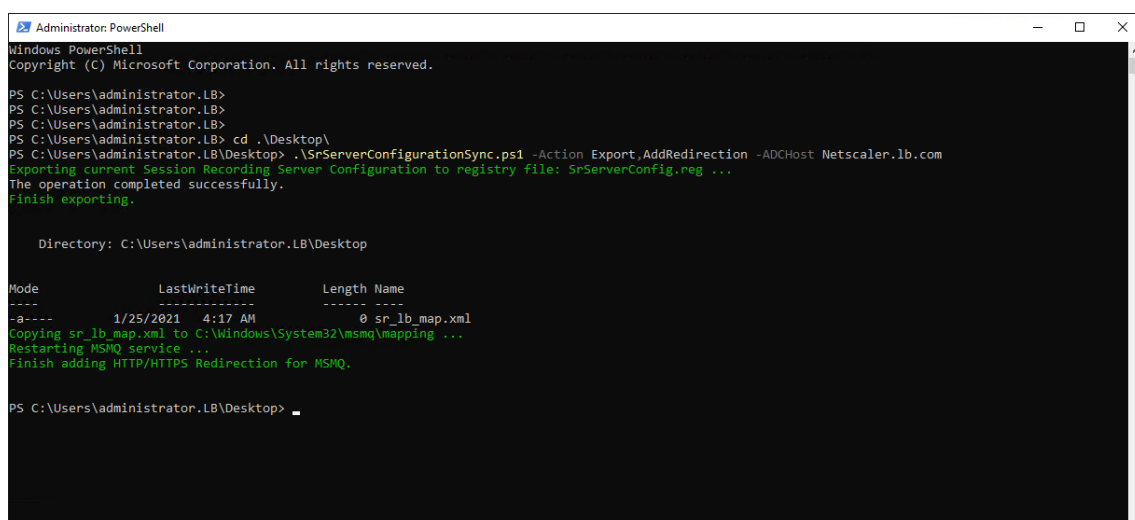 Administrator: PowerShell
Windows PowerShell
Copyright (C) Microsoft Corporation. All rights reserved.
PS C:\Users\administrator.LB>
PS C:\Users\administrator.LB>
PS C:\Users\administrator.LB>
PS C:\Users\administrator.LB> cd .\Desktop\
PS C:\Users\administrator.LB\Desktop> .\SrServerConfigurationSync.ps1 -Action Export,AddRedirection -ADCHost Netscaler.lb.com
Exporting current Session Recording Server Configuration to registry file: SrServerConfig.reg ...
The operation completed successfully.
Finish exporting.
Directory: C:\Users\administrator.LB\Desktop
Mode LastWriteTime Length Name
---- ------------- ------ ----
-a---- 1/25/2021 4:17 AM 0 sr_lb_map.xml
Copying sr_lb_map.xml to C:\Windows\System32\msmq\mapping ...
Restarting MSMQ service ...
Finish adding HTTP/HTTPS Redirection for MSMQ.
PS C:\Users\administrator.LB\Desktop>